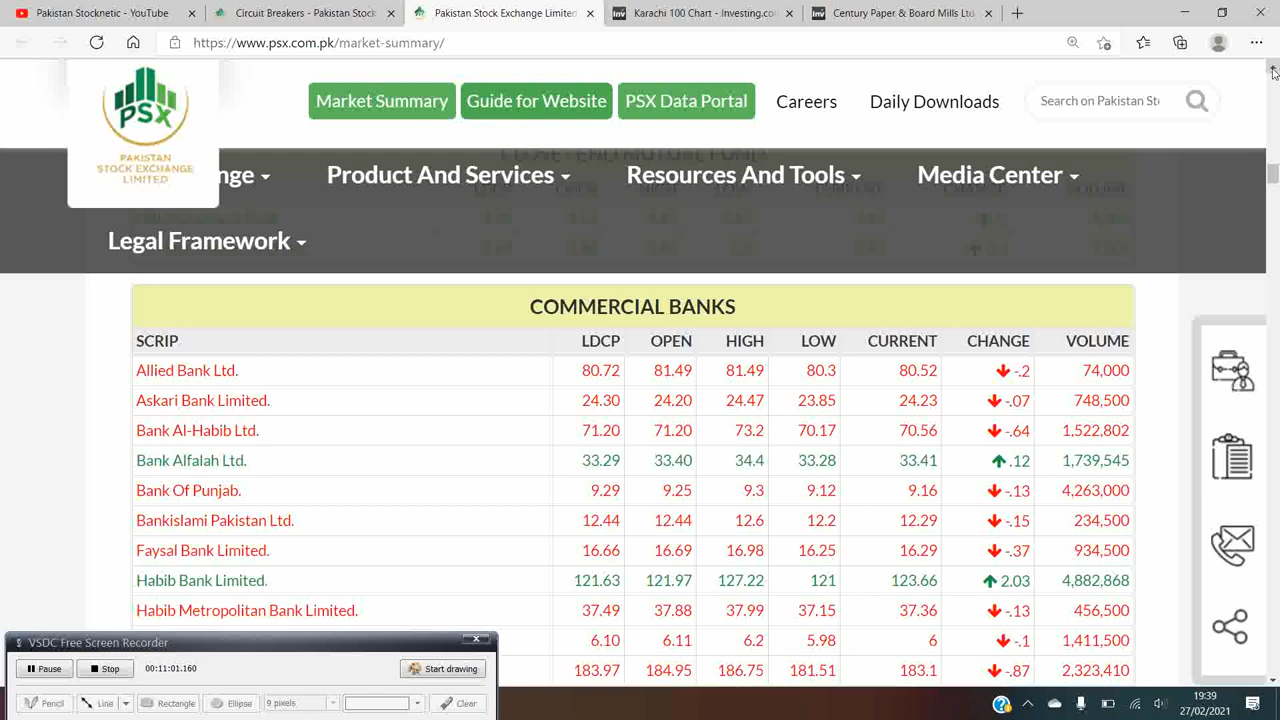 Pakistan Stocknetic - YouTube
Circuit Breakers - Pakistan Stock
Pakistan Stock Exchange Limited
Karachi 100 Chart - Investing.com
Century Paper & Board Mills Ltd.
https://www.psx.com.pk/market-summary/
PSX
PAKISTAN
STOCK EXCHANGE
LIMITED
Market Summary
Guide for Website
PSX Data Portal
Careers
Daily Downloads
Search on Pakistan St
nge
Product And Services
Resources And Tools
Media Center
Legal Framework
COMMERCIAL BANKS
SCRIP LDCP OPEN HIGH LOW CURRENT CHANGE VOLUME
Allied Bank Ltd. 80.72 81.49 81.49 80.3 80.52 -.2 74,000
Askari Bank Limited. 24.30 24.20 24.47 23.85 24.23 -.07 748,500
Bank Al-Habib Ltd. 71.20 71.20 73.2 70.17 70.56 -.64 1,522,802
Bank Alfalah Ltd. 33.29 33.40 34.4 33.28 33.41 .12 1,739,545
Bank Of Punjab. 9.29 9.25 9.3 9.12 9.16 -.13 4,263,000
Bankislami Pakistan Ltd. 12.44 12.44 12.6 12.2 12.29 -.15 234,500
Faysal Bank Limited. 16.66 16.69 16.98 16.25 16.29 -.37 934,500
Habib Bank Limited. 121.63 121.97 127.22 121 123.66 2.03 4,882,868
Habib Metropolitan Bank Limited. 37.49 37.88 37.99 37.15 37.36 -.13 456,500
6.10 6.11 6.2 5.98 6 -.1 1,411,500
183.97 184.95 186.75 181.51 183.1 -.87 2,323,410
VSDC Free Screen Recorder
Pause
Stop
00:11:01.160
Start drawing
Pencil
Line
Rectangle
Ellipse
9 pixels
Clear
19:39
27/02/2021